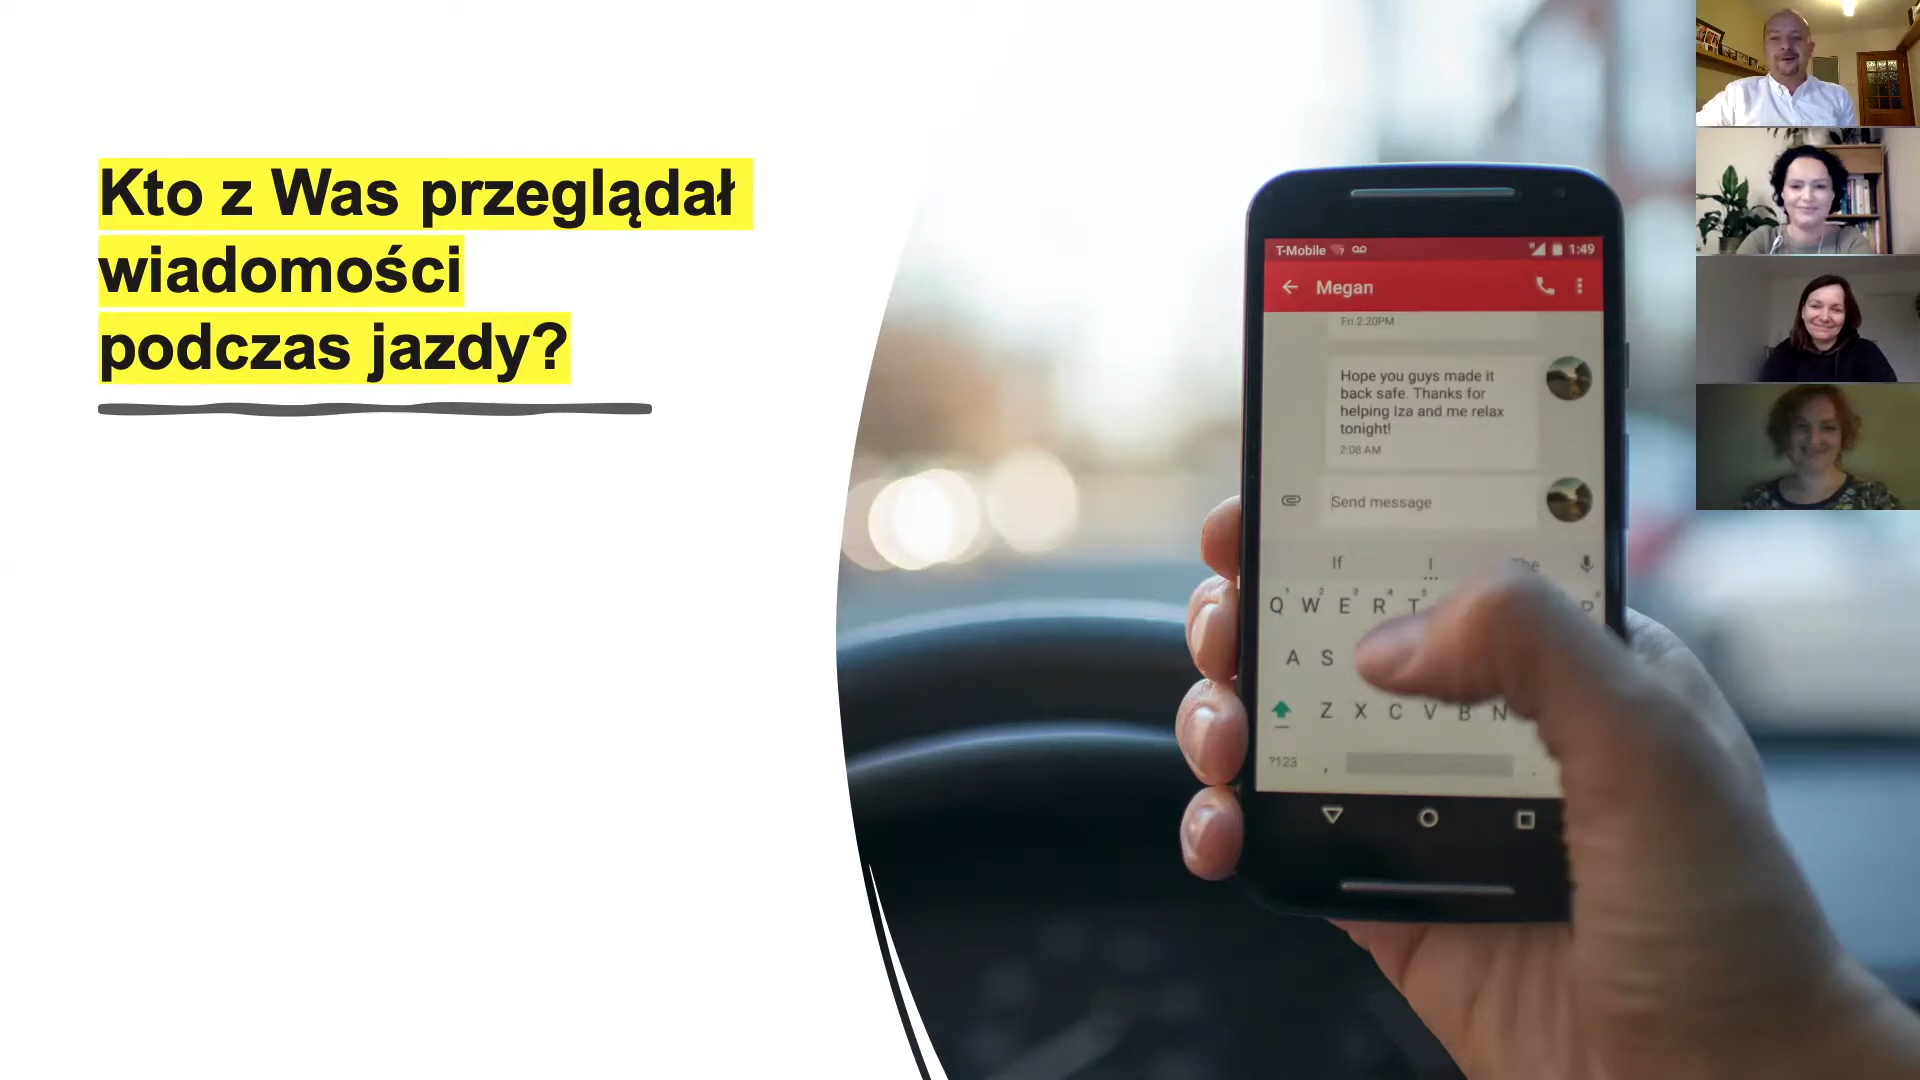 Kto z Was przeglądał
wiadomości
podczas jazdy?
T-Mobile
1:49
Megan
Fri 2:20PM
Hope you guys made it
back safe. Thanks for
helping Iza and me relax
tonight!
2:08 AM
Send message
If I The
Q W E R T P
A S
Z X C V B N
?123 , .